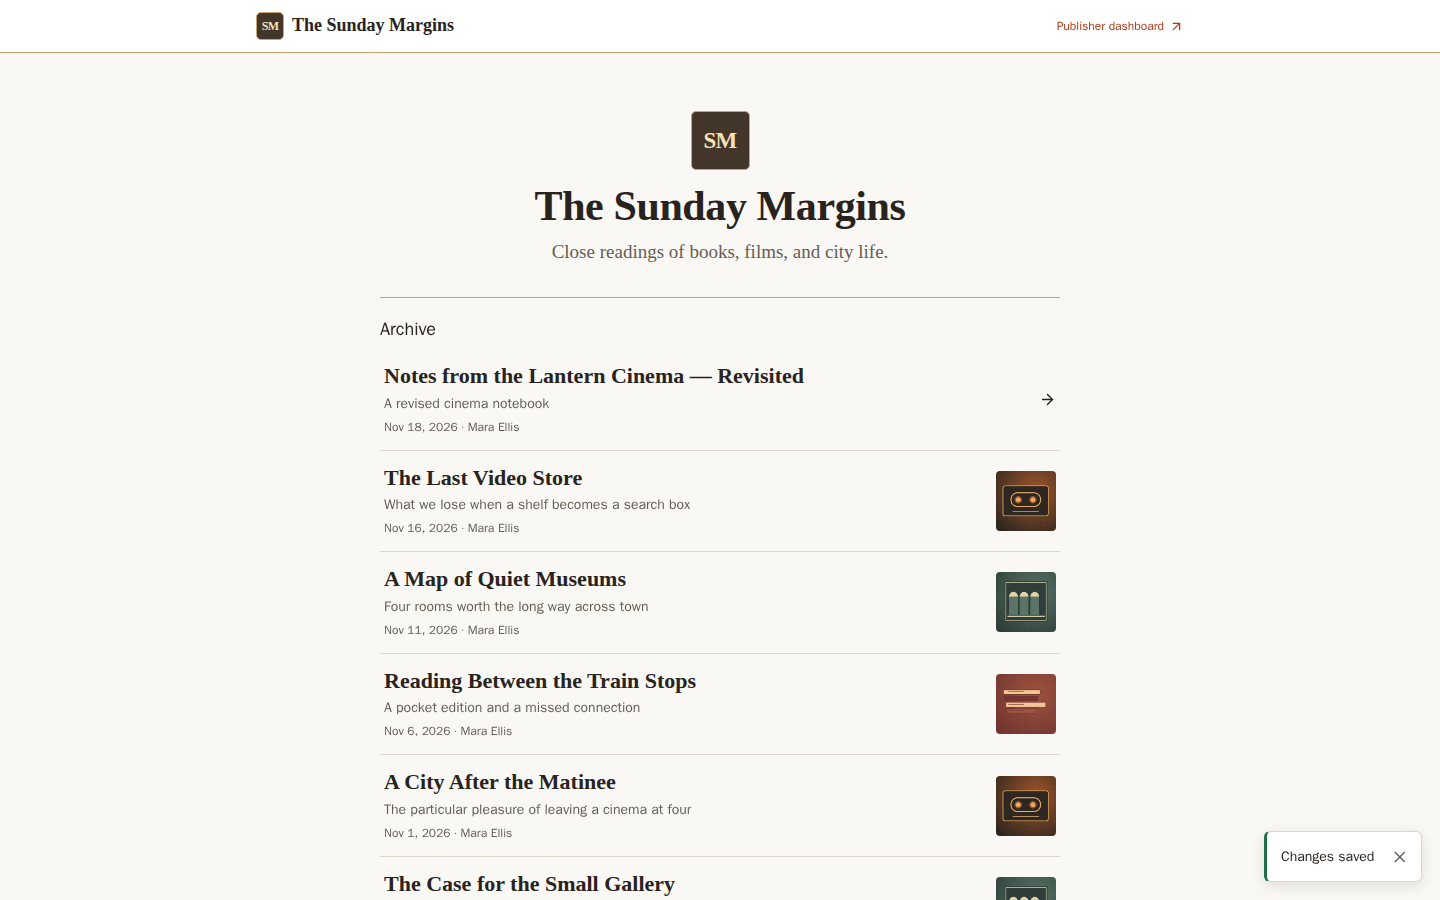 SM The Sunday Margins
Publisher dashboard
SM
The Sunday Margins
Close readings of books, films, and city life.
Archive
Notes from the Lantern Cinema — Revisited
A revised cinema notebook
Nov 18, 2026 · Mara Ellis
The Last Video Store
What we lose when a shelf becomes a search box
Nov 16, 2026 · Mara Ellis
A Map of Quiet Museums
Four rooms worth the long way across town
Nov 11, 2026 · Mara Ellis
Reading Between the Train Stops
A pocket edition and a missed connection
Nov 6, 2026 · Mara Ellis
A City After the Matinee
The particular pleasure of leaving a cinema at four
Nov 1, 2026 · Mara Ellis
Changes saved
The Case for the Small Gallery